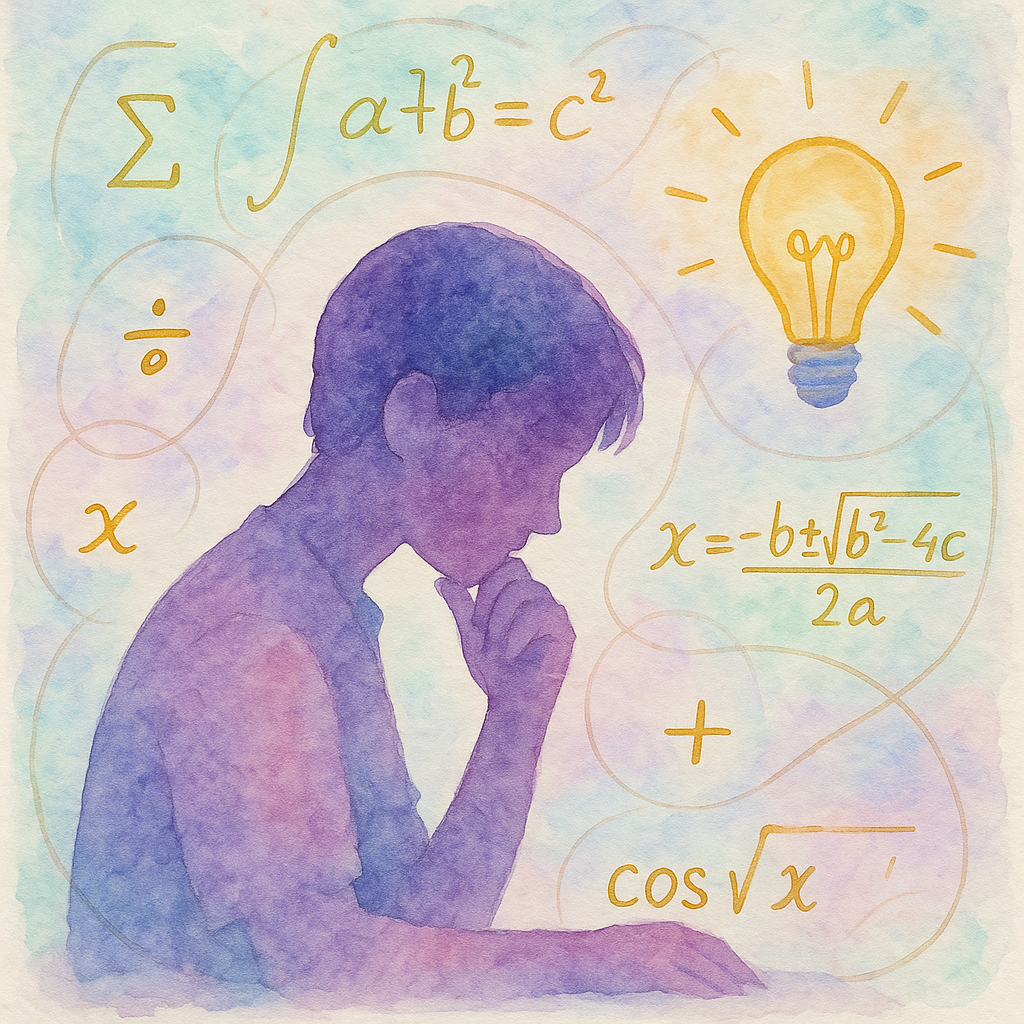 ∑ ∫ a+b²=c²
÷
x
x=-b±√b²-4c
2a
+
cos√x